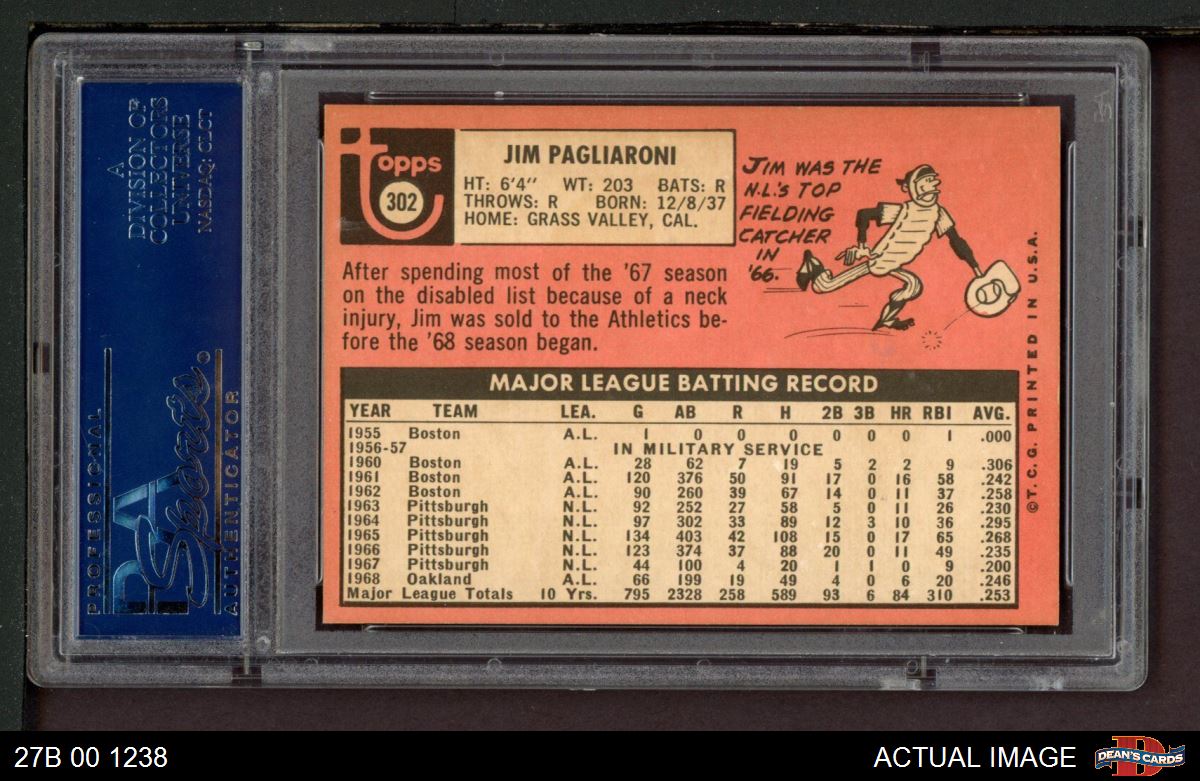 A
DIVISION OF
COLLECTORS
UNIVERSE
NASDAQ: CLCT
PROFESSIONAL
PSA
Sports
AUTHENTICATOR
topps
302
JIM PAGLIARONI
HT: 6'4" WT: 203 BATS: R
THROWS: R BORN: 12/8/37
HOME: GRASS VALLEY, CAL.
JIM WAS THE
N.L.'S TOP
FIELDING
CATCHER
IN
'66.
After spending most of the '67 season
on the disabled list because of a neck
injury, Jim was sold to the Athletics be-
fore the '68 season began.
MAJOR LEAGUE BATTING RECORD
YEAR TEAM LEA. G AB R H 2B 3B HR RBI AVG.
1955 Boston A.L. 1 0 0 0 0 0 0 1 .000
1956-57 IN MILITARY SERVICE
1960 Boston A.L. 28 62 7 19 5 2 2 9 .306
1961 Boston A.L. 120 376 50 91 17 0 16 58 .242
1962 Boston A.L. 90 260 39 67 14 0 11 37 .258
1963 Pittsburgh N.L. 92 252 27 58 5 0 11 26 .230
1964 Pittsburgh N.L. 97 302 33 89 12 3 10 36 .295
1965 Pittsburgh N.L. 134 403 42 108 15 0 17 65 .268
1966 Pittsburgh N.L. 123 374 37 88 20 0 11 49 .235
1967 Pittsburgh N.L. 44 100 4 20 1 1 0 9 .200
1968 Oakland A.L. 66 199 19 49 4 0 6 20 .246
Major League Totals 10 Yrs. 795 2328 258 589 93 6 84 310 .253
©T.C.G. PRINTED IN U.S.A.
27B 00 1238
ACTUAL IMAGE
D
DEAN'S CARDS